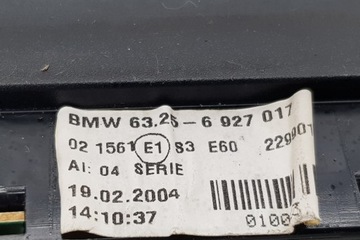 BMW 63.25-6 927 017
02 1561 E1 S3 E60
AI: 04 SERIE
19.02.2004
14:10:37